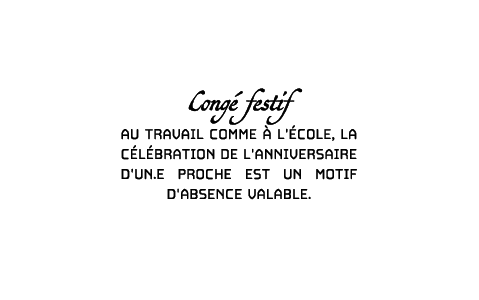 Congé festif
AU TRAVAIL COMME À L'ÉCOLE, LA
CÉLÉBRATION DE L'ANNIVERSAIRE
D'UN.E PROCHE EST UN MOTIF
D'ABSENCE VALABLE.